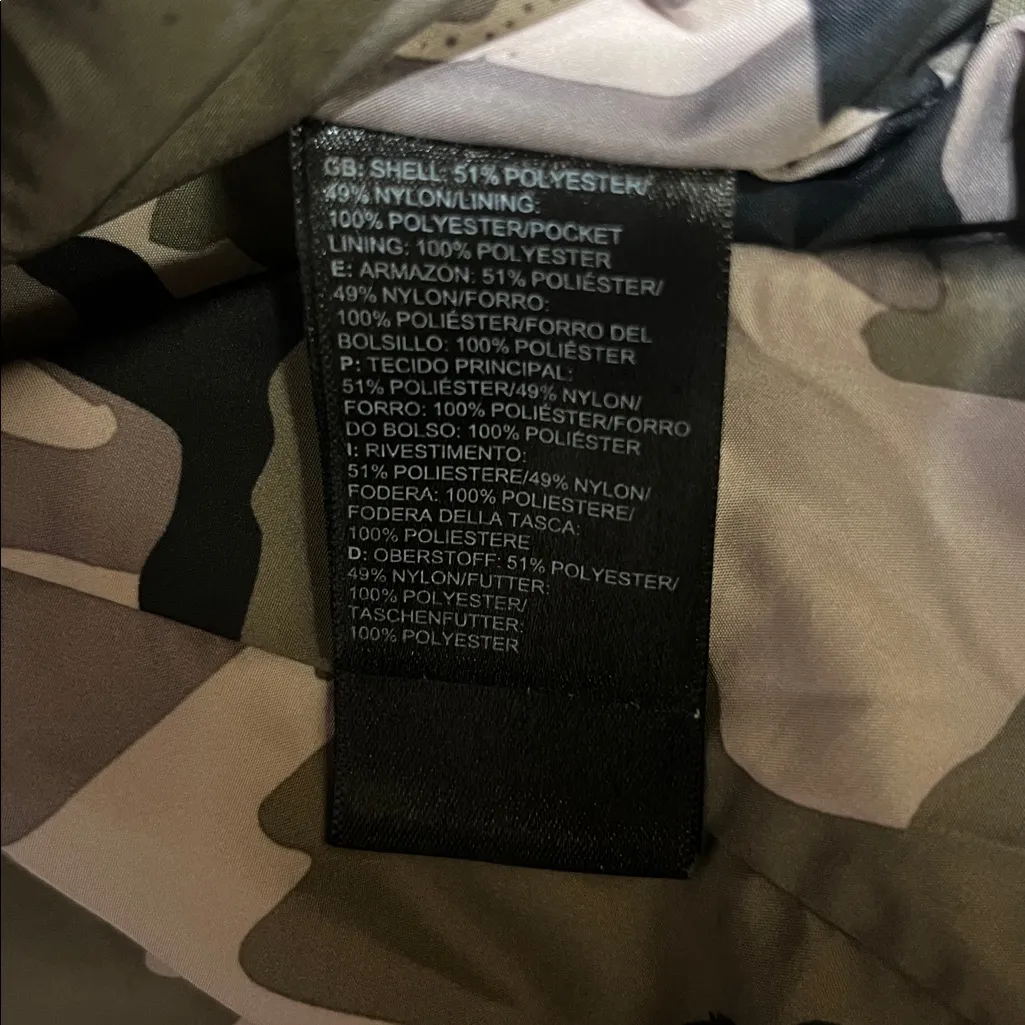 GB: SHELL: 51% POLYESTER/
49% NYLON/LINING:
100% POLYESTER/POCKET
LINING: 100% POLYESTER
E: ARMAZÓN: 51% POLIÉSTER/
49% NYLON/FORRO:
100% POLIÉSTER/FORRO DEL
BOLSILLO: 100% POLIÉSTER
P: TECIDO PRINCIPAL:
51% POLIÉSTER/49% NYLON/
FORRO: 100% POLIÉSTER/FORRO
DO BOLSO: 100% POLIÉSTER
I: RIVESTIMENTO:
51% POLIESTERE/49% NYLON/
FODERA: 100% POLIESTERE/
FODERA DELLA TASCA:
100% POLIESTERE
D: OBERSTOFF: 51% POLYESTER/
49% NYLON/FUTTER:
100% POLYESTER/
TASCHENFUTTER:
100% POLYESTER